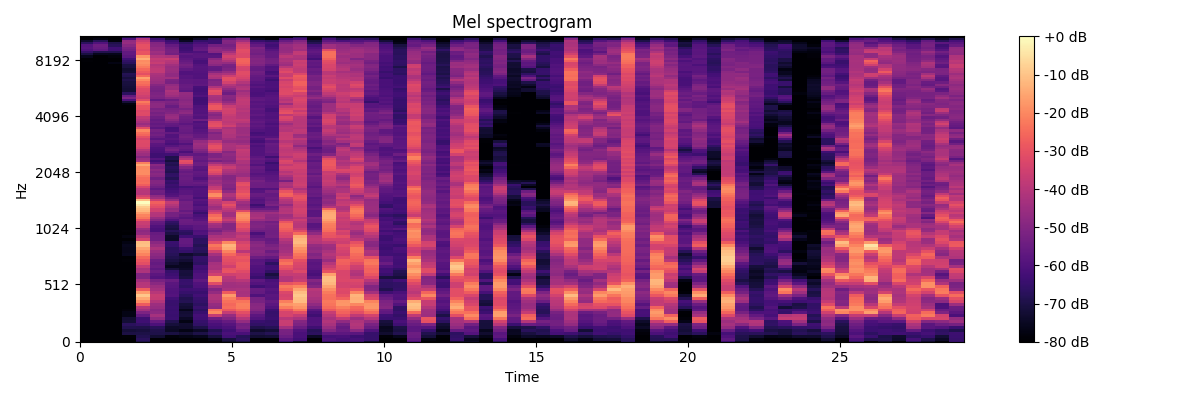 Mel spectrogram
8192
4096
2048
1024
512
0
Hz
0 5 10 15 20 25
Time
+0 dB
-10 dB
-20 dB
-30 dB
-40 dB
-50 dB
-60 dB
-70 dB
-80 dB